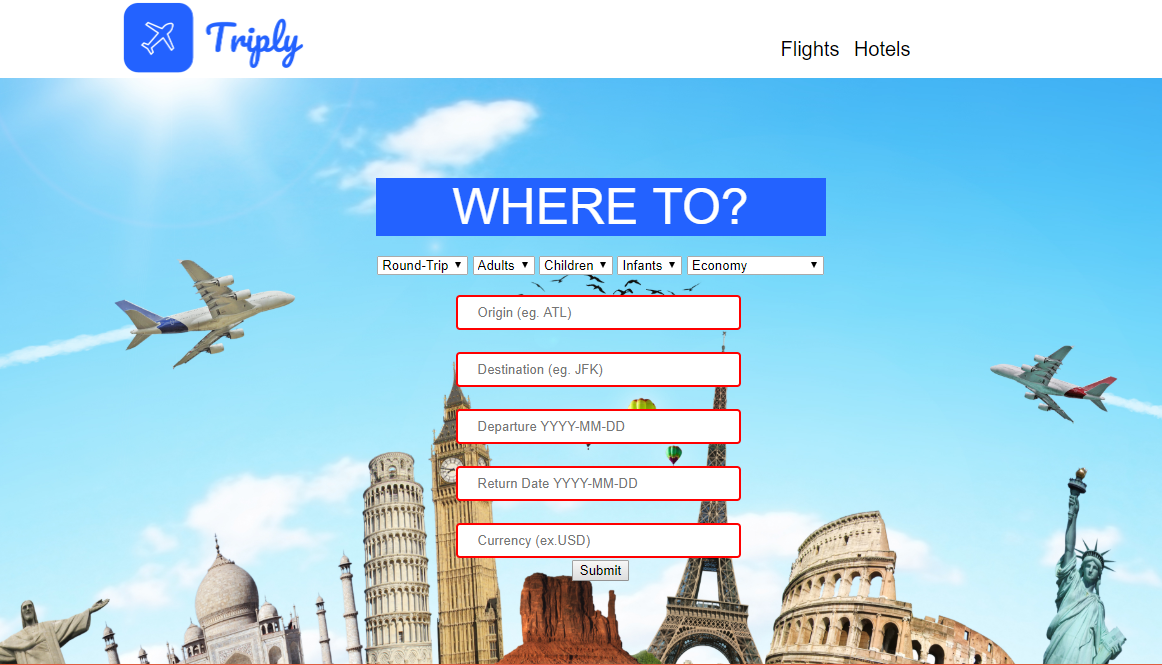 Triply
Flights Hotels
WHERE TO?
Round-Trip Adults Children Infants Economy
Origin (eg. ATL)
Destination (eg. JFK)
Departure YYYY-MM-DD
Return Date YYYY-MM-DD
Currency (ex.USD)
Submit